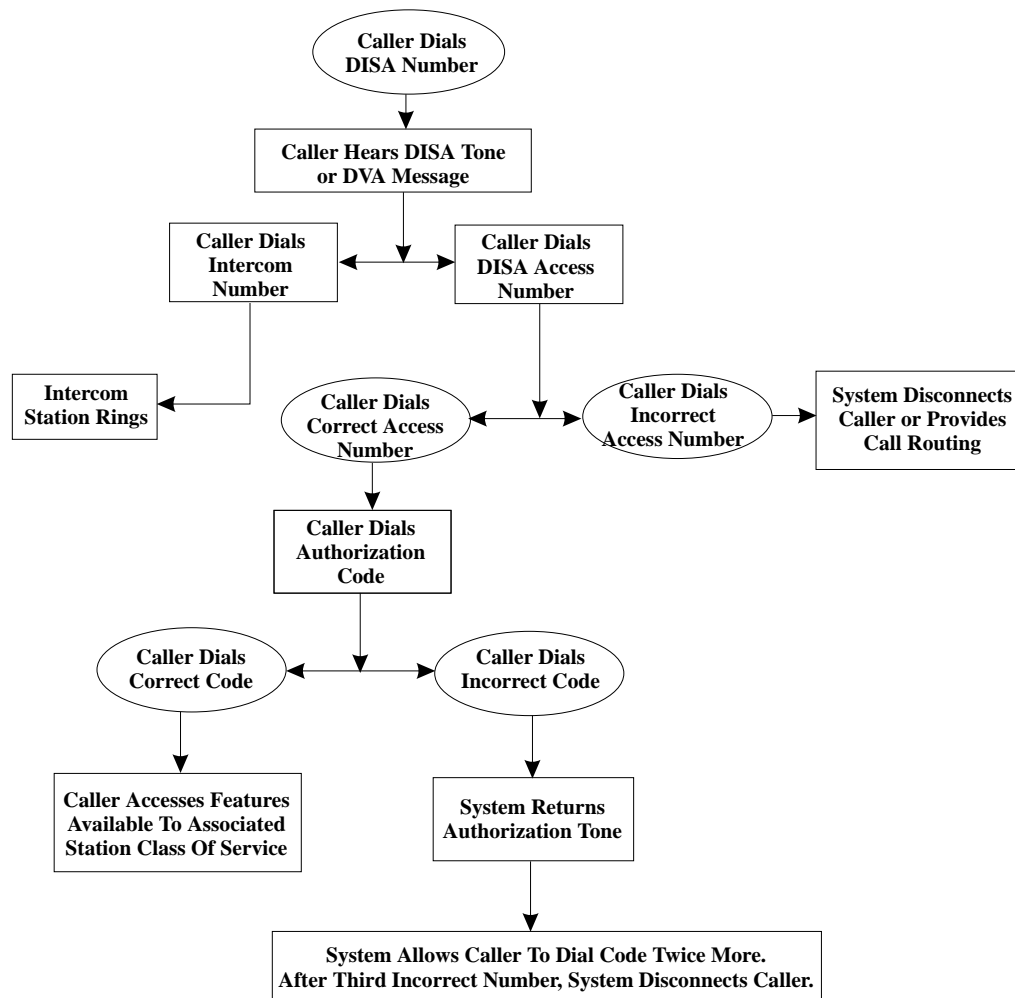 Caller Dials
DISA Number
Caller Hears DISA Tone
or DVA Message
Caller Dials
Intercom
Number
Caller Dials
DISA Access
Number
Intercom
Station Rings
Caller Dials
Correct Access
Number
Caller Dials
Incorrect
Access Number
System Disconnects
Caller or Provides
Call Routing
Caller Dials
Authorization
Code
Caller Dials
Correct Code
Caller Dials
Incorrect Code
Caller Accesses Features
Available To Associated
Station Class Of Service
System Returns
Authorization Tone
System Allows Caller To Dial Code Twice More.
After Third Incorrect Number, System Disconnects Caller.